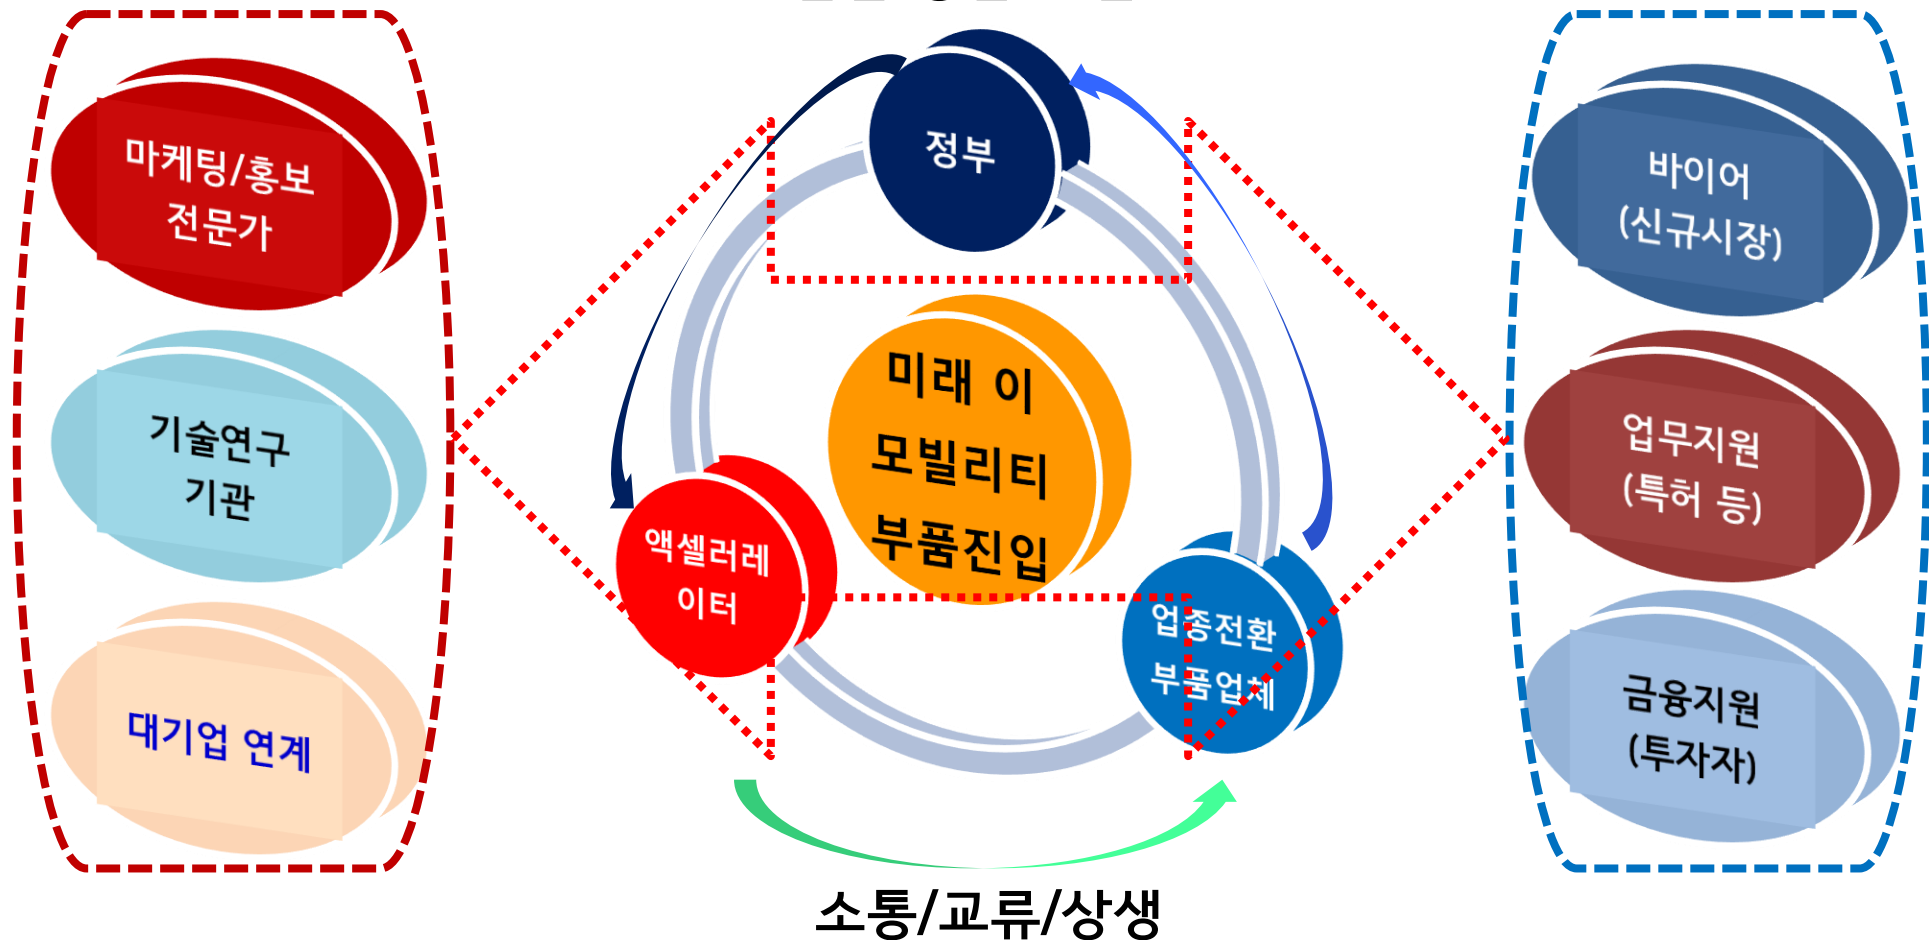 마케팅/홍보
전문가
기술연구
기관
대기업 연계
정부
미래 이
모빌리티
부품진입
액셀러레
이터
업종전환
부품업체
소통/교류/상생
바이어
(신규시장)
업무지원
(특허 등)
금융지원
(투자자)